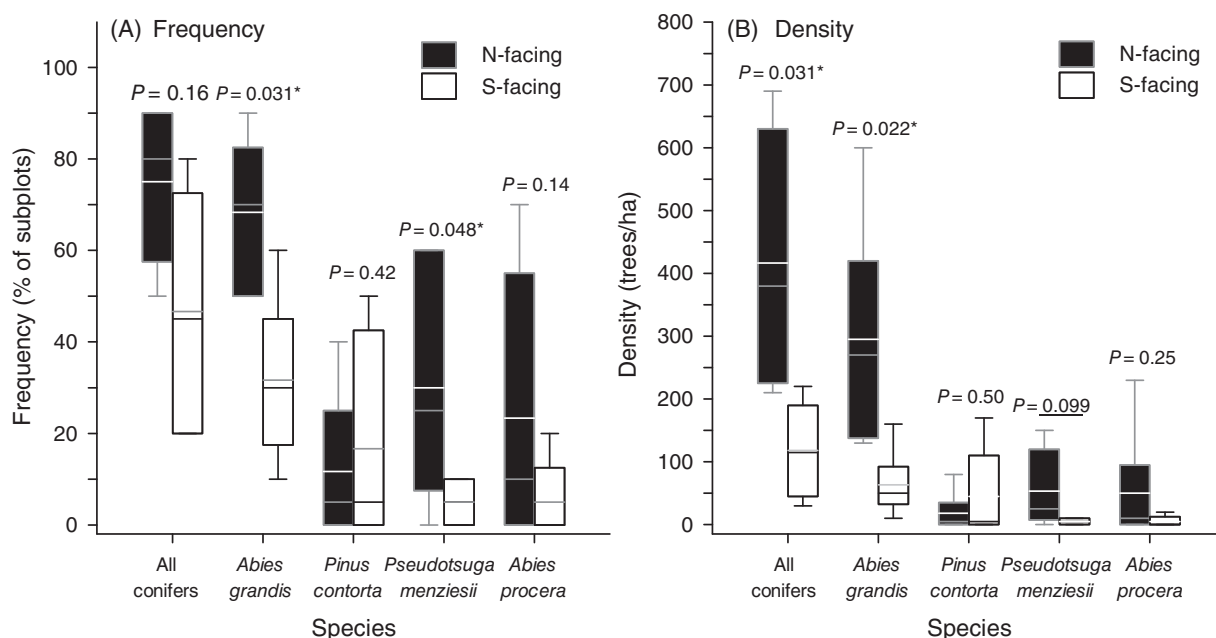 (A) Frequency
N-facing
S-facing
100
80
60
40
20
0
Frequency (% of subplots)
P = 0.16
P = 0.031*
P = 0.42
P = 0.048*
P = 0.14
All conifers
Abies grandis
Pinus contorta
Pseudotsuga menziesii
Abies procera
Species
(B) Density
N-facing
S-facing
800
700
600
500
400
300
200
100
0
Density (trees/ha)
P = 0.031*
P = 0.022*
P = 0.50
P = 0.099
P = 0.25
All conifers
Abies grandis
Pinus contorta
Pseudotsuga menziesii
Abies procera
Species